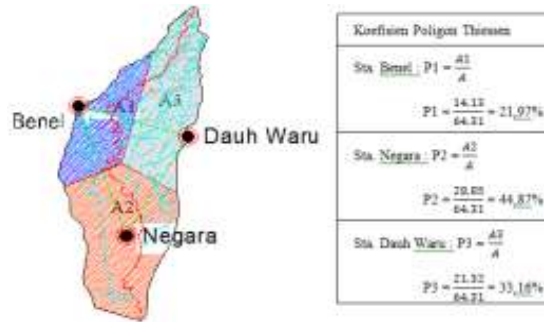 A1
A3
Benel
Dauh Waru
A2
Negara
Koefisien Poligon Thiessen
Sta. Benel : P1 = A1/A
P1 = 14.13/64.31 = 21,97%
Sta. Negara : P2 = A2/A
P2 = 28.85/64.31 = 44,87%
Sta. Dauh Waru : P3 = A3/A
P3 = 21.32/64.31 = 33,16%